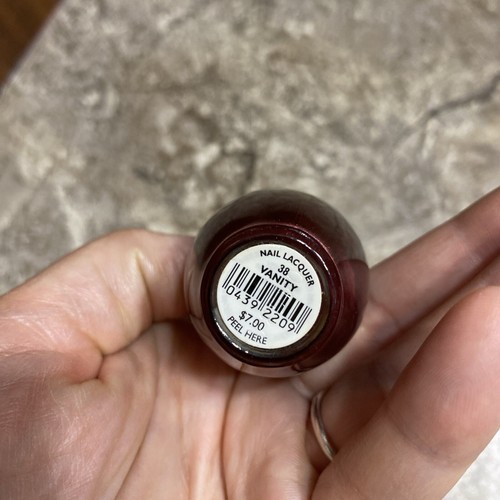 NAIL LACQUER
38
VANITY
0439 2209
$7.00
PEEL HERE